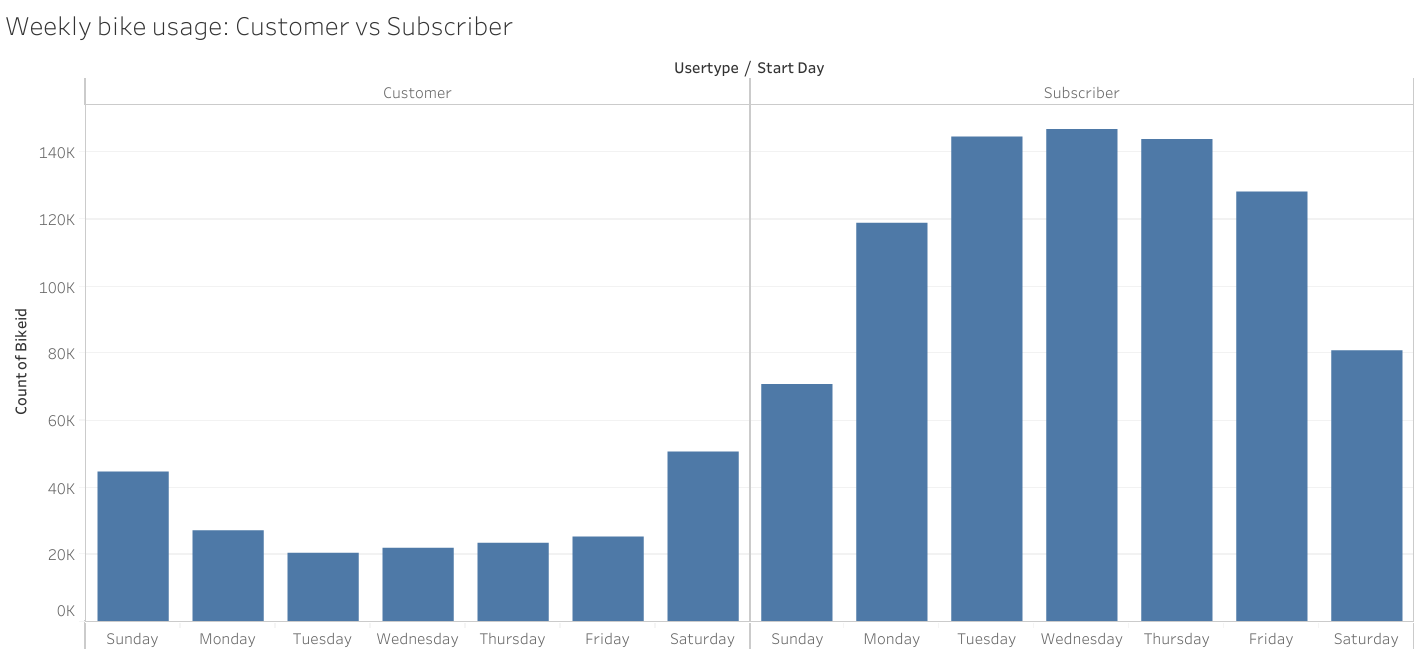 Weekly bike usage: Customer vs Subscriber
Usertype / Start Day
Customer Subscriber
140K
120K
100K
80K
60K
40K
20K
0K
Count of Bikeid
Sunday Monday Tuesday Wednesday Thursday Friday Saturday Sunday Monday Tuesday Wednesday Thursday Friday Saturday